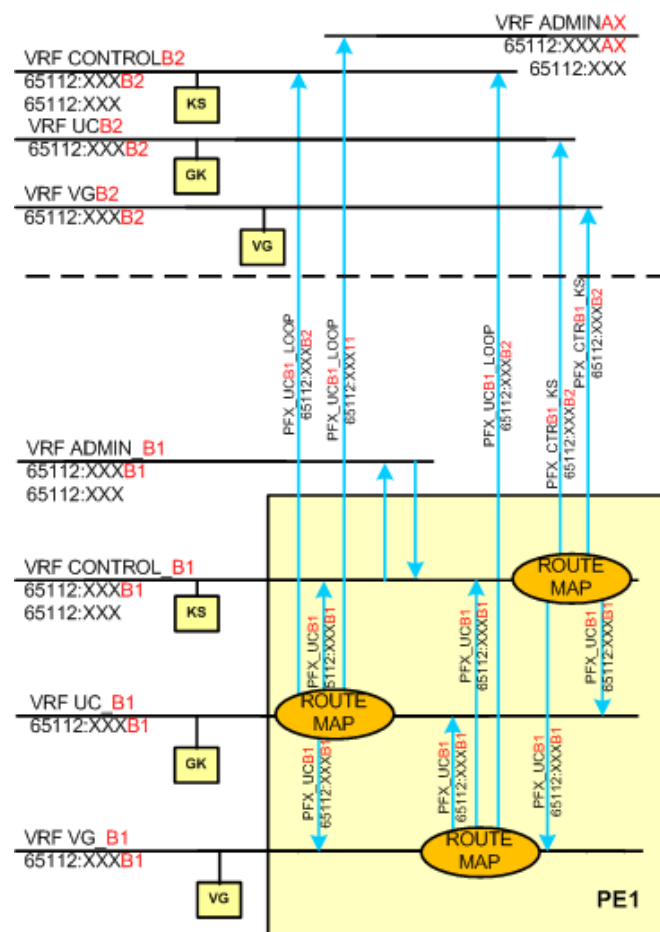 VRF ADMINAX
65112:XXXAX
65112:XXX
VRF CONTROLB2
65112:XXXB2
65112:XXX
KS
VRF UCB2
65112:XXXB2
GK
VRF VGB2
65112:XXXB2
VG
PFX_UCB1_LOOP
65112:XXXB2
PFX_UCB1_LOOP
65112:XXX11
PFX_UCB1_LOOP
65112:XXXB2
PFX_CTRB1_KS
65112:XXXB2
PFX_CTRB1_KS
65112:XXXB2
VRF ADMIN_B1
65112:XXXB1
65112:XXX
VRF CONTROL_B1
65112:XXXB1
65112:XXX
KS
ROUTE
MAP
PFX_UCB1
65112:XXXB1
PFX_UCB1
65112:XXXB1
PFX_UCB1
65112:XXXB1
VRF UC_B1
65112:XXXB1
GK
ROUTE
MAP
PFX_UCB1
65112:XXXB1
PFX_UCB1
65112:XXXB1
PFX_UCB1
65112:XXXB1
VRF VG_B1
65112:XXXB1
VG
ROUTE
MAP
PE1